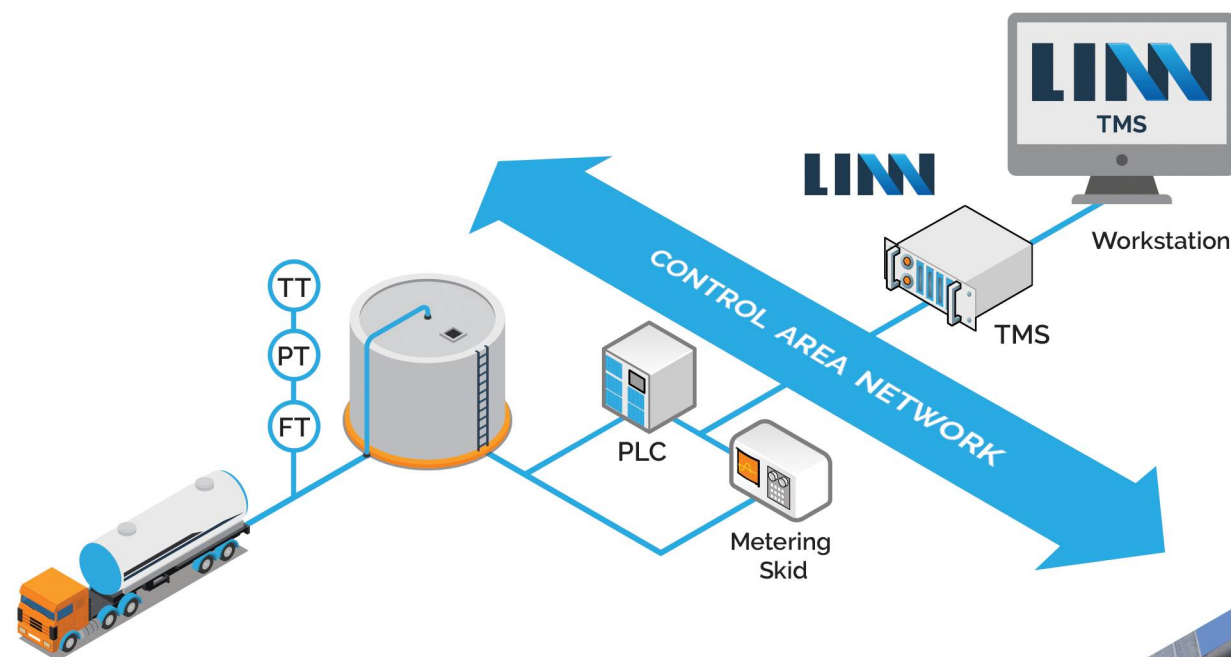 LINN
TMS
LINN
Workstation
TMS
CONTROL AREA NETWORK
TT
PT
FT
PLC
Metering
Skid